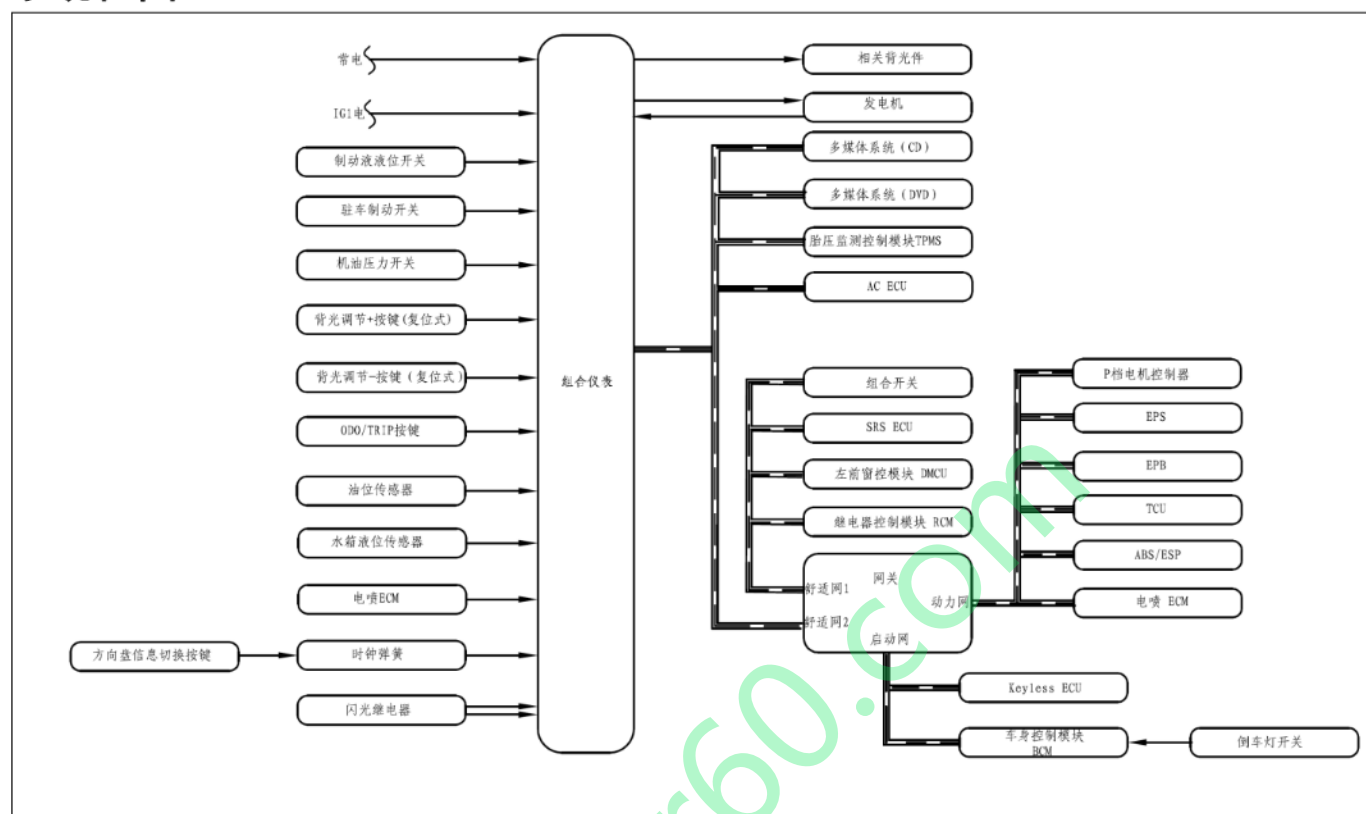 常电
IG1电
制动液液位开关
驻车制动开关
机油压力开关
背光调节+按键(复位式)
背光调节-按键(复位式)
ODO/TRIP按键
油位传感器
水箱液位传感器
电喷ECM
方向盘信息切换按键
时钟弹簧
闪光继电器
组合仪表
相关背光件
发电机
多媒体系统(CD)
多媒体系统(DVD)
胎压监测控制模块TPMS
AC ECU
组合开关
SRS ECU
左前窗控模块 DMCU
继电器控制模块 RCM
网关
舒适网1
动力网
舒适网2
启动网
P档电机控制器
EPS
EPB
TCU
ABS/ESP
电喷 ECM
Keyless ECU
车身控制模块
BCM
倒车灯开关
r60.com